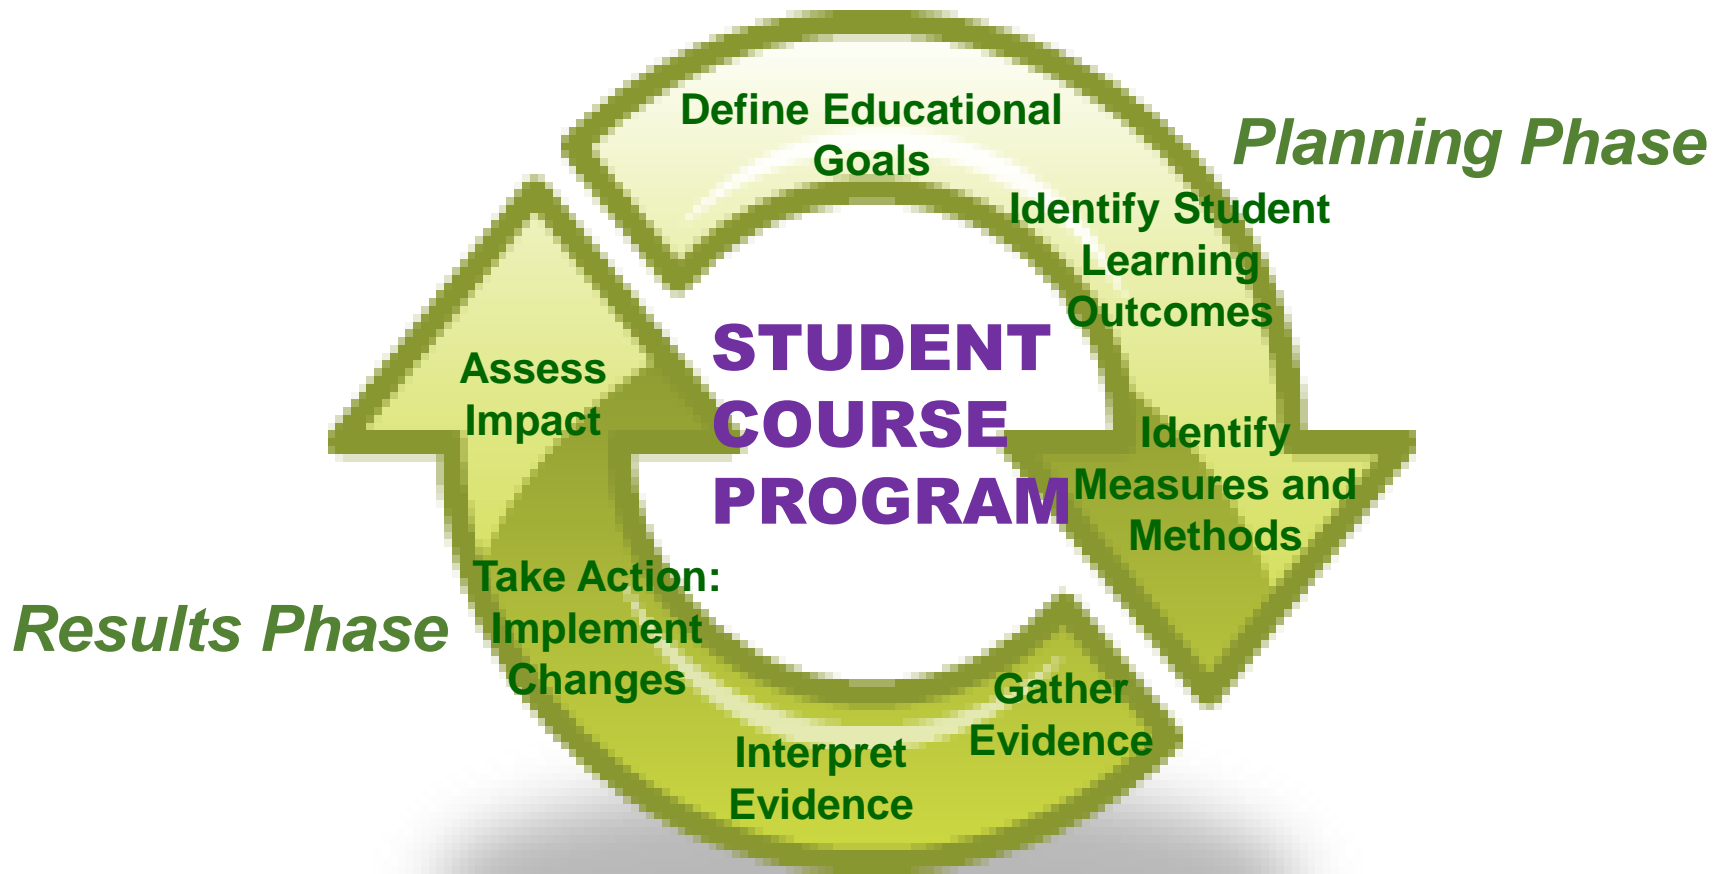 Define Educational
Goals
Planning Phase
Identify Student
Learning
Outcomes
STUDENT
COURSE
PROGRAM
Identify
Measures and
Methods
Gather
Evidence
Interpret
Evidence
Results Phase
Take Action:
Implement
Changes
Assess
Impact